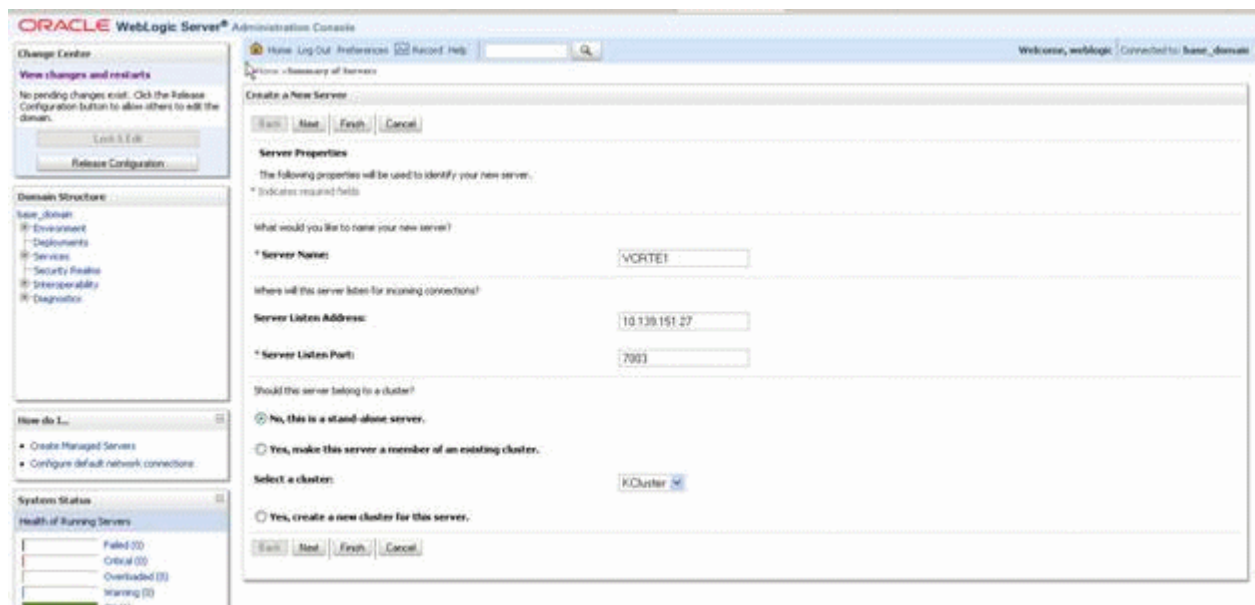 ORACLE WebLogic Server® Administration Console
Change Center
View changes and restarts
No pending changes exist. Click the Release
Configuration button to allow others to edit the
domain.
Lock & Edit
Release Configuration
Domain Structure
base_domain
Environment
Deployments
Services
Security Realms
Interoperability
Diagnostics
How do I...
Create Managed Servers
Configure default network connections
System Status
Health of Running Servers
Failed (0)
Critical (0)
Overloaded (0)
Warning (0)
Home Log Out Preferences Record Help
Welcome, weblogic Connected to: base_domain
Home >Summary of Servers
Create a New Server
Back Next Finish Cancel
Server Properties
The following properties will be used to identify your new server.
* Indicates required fields
What would you like to name your new server?
* Server Name: VCRTE1
Where will this server listen for incoming connections?
Server Listen Address: 10.139.151.27
* Server Listen Port: 7003
Should this server belong to a cluster?
No, this is a stand-alone server.
Yes, make this server a member of an existing cluster.
Select a cluster: KCluster
Yes, create a new cluster for this server.
Back Next Finish Cancel